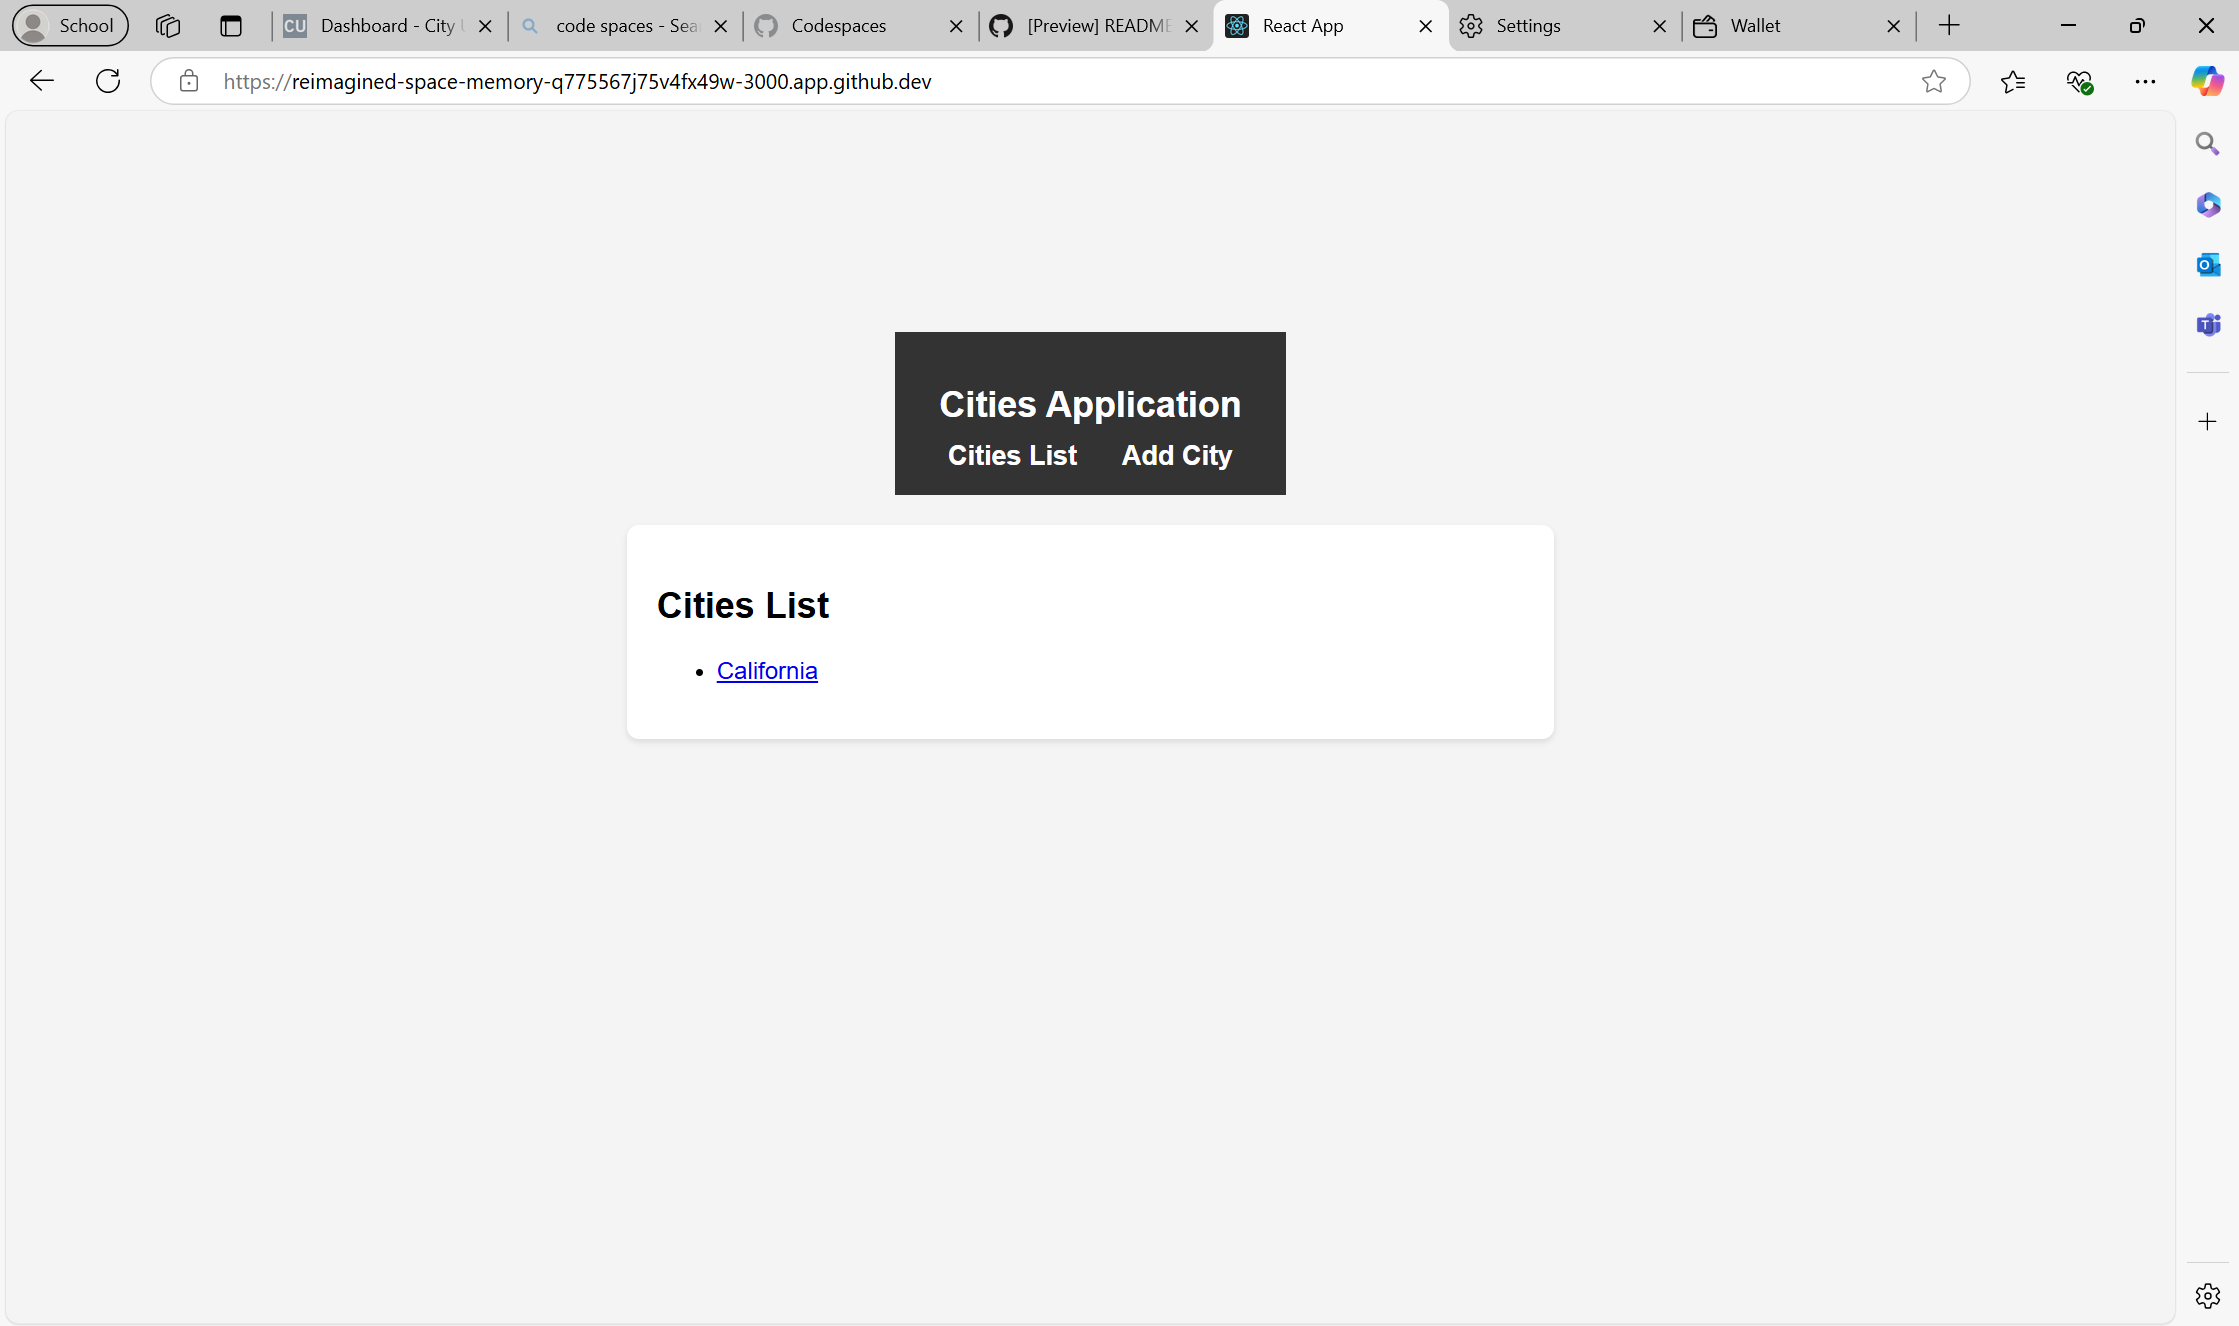 School
CU
Dashboard - City
code spaces - Sea
Codespaces
[Preview] README
React App
Settings
Wallet
https://reimagined-space-memory-q775567j75v4fx49w-3000.app.github.dev
Cities Application
Cities List
Add City
Cities List
California